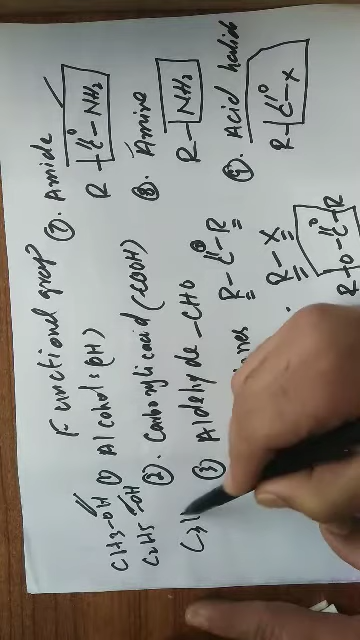 Functional group
CH3-OH ① Alcohol (OH)
C2H5-OH
②. Carboxylic acid (COOH)
③ Aldehyde -CHO
R-C-R
O
R-X
R-O-C-R
O
⑦. Amide
R-C-NH2
O
⑧. Amine
R-NH2
⑨. Acid halide
R-C-X
O